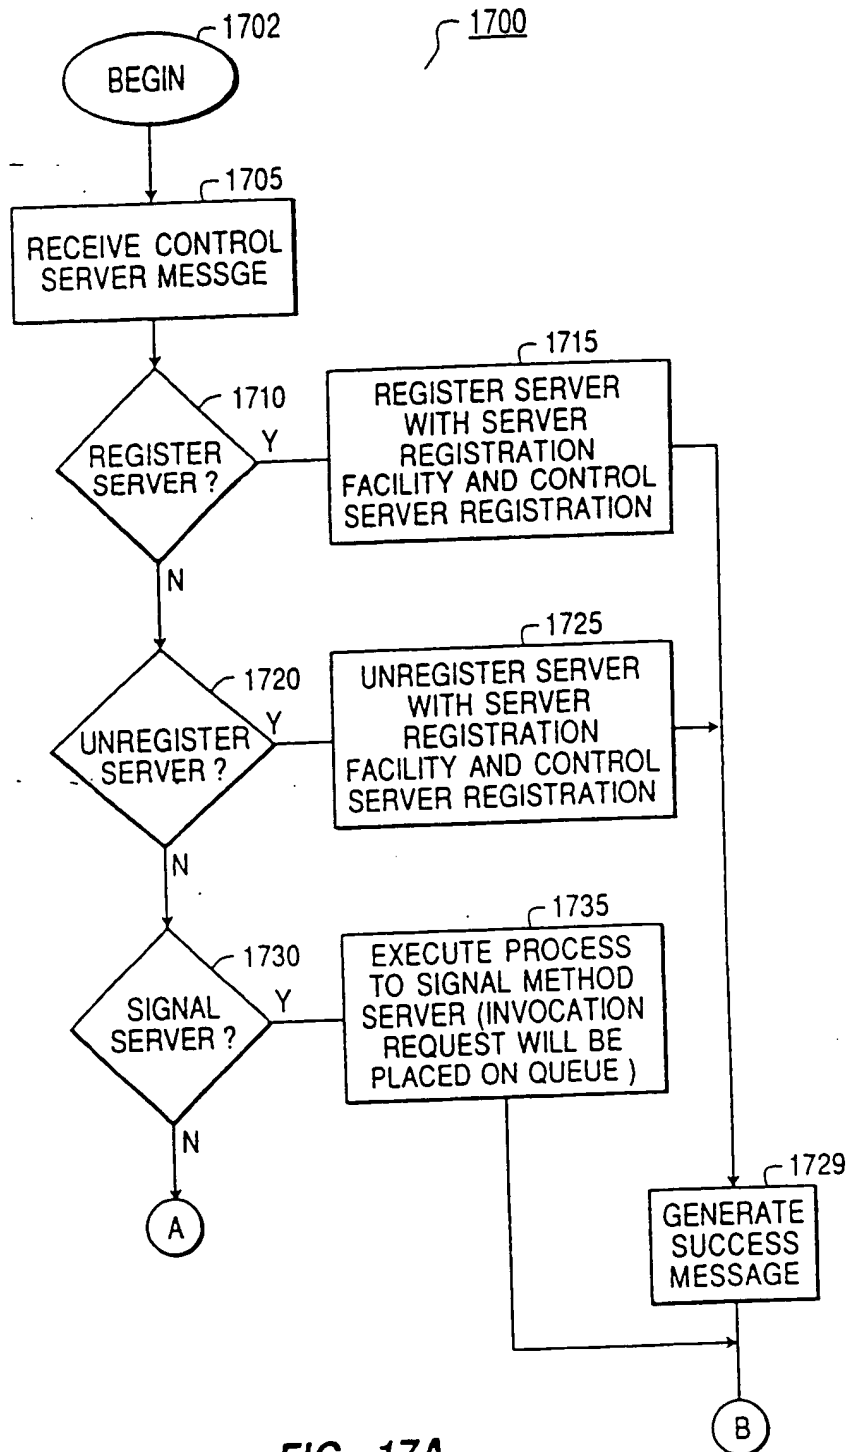 1702
1700
BEGIN
1705
RECEIVE CONTROL
SERVER MESSGE
1710
REGISTER
SERVER ?
Y
N
1715
REGISTER SERVER
WITH SERVER
REGISTRATION
FACILITY AND CONTROL
SERVER REGISTRATION
1720
UNREGISTER
SERVER ?
Y
N
1725
UNREGISTER SERVER
WITH SERVER
REGISTRATION
FACILITY AND CONTROL
SERVER REGISTRATION
1730
SIGNAL
SERVER ?
Y
N
1735
EXECUTE PROCESS
TO SIGNAL METHOD
SERVER (INVOCATION
REQUEST WILL BE
PLACED ON QUEUE )
A
1729
GENERATE
SUCCESS
MESSAGE
B
FIG. 17A